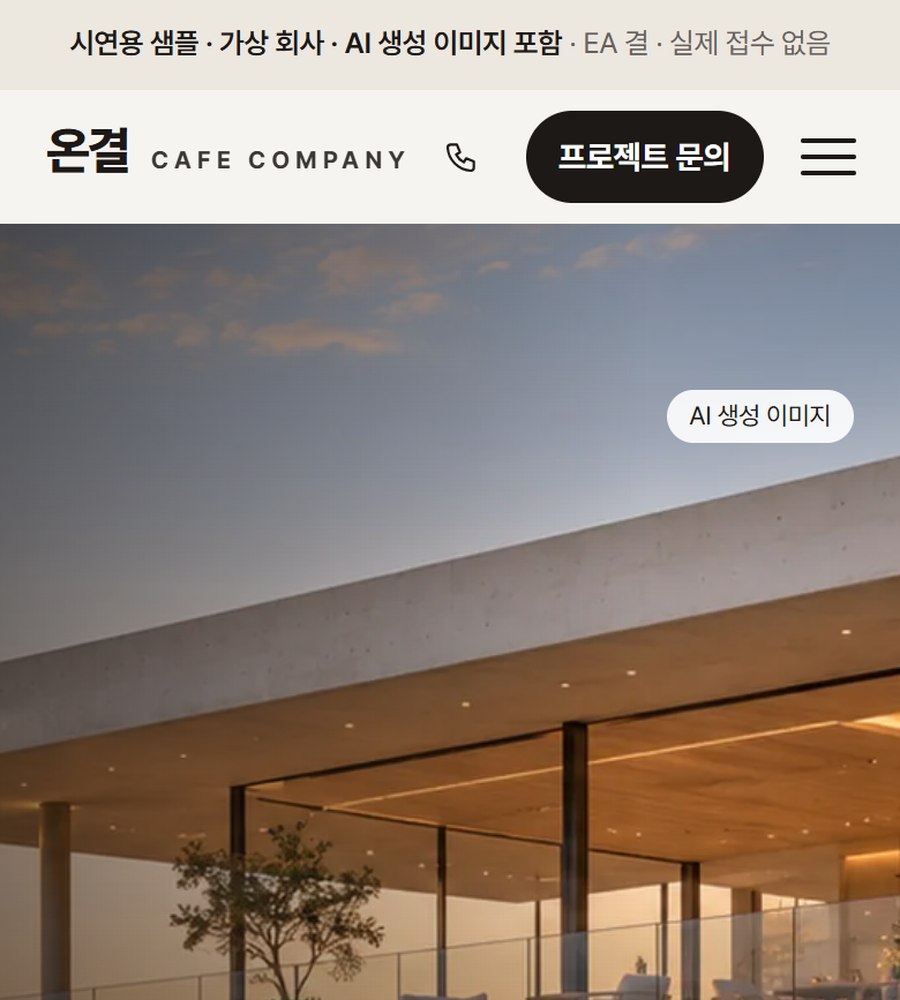 시연용 샘플 · 가상 회사 · AI 생성 이미지 포함 · EA 결 · 실제 접수 없음
온결 CAFE COMPANY 프로젝트 문의
AI 생성 이미지